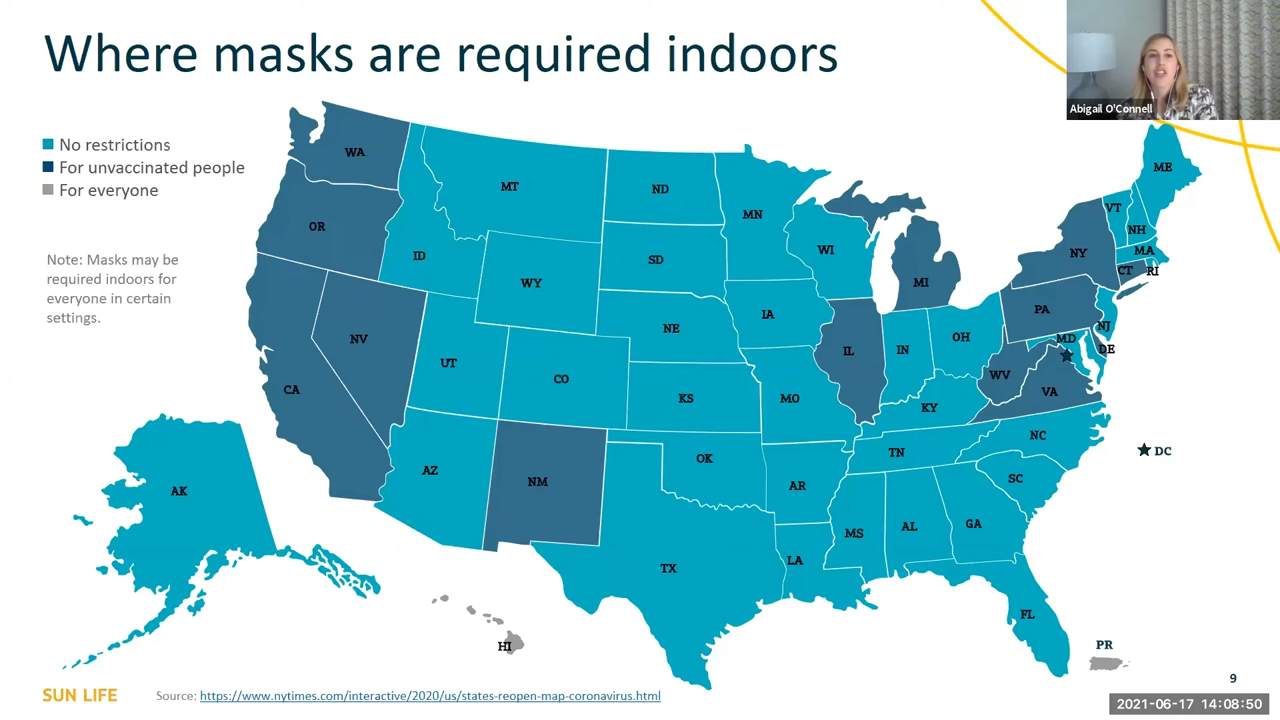 Where masks are required indoors
Abigail O'Connell
No restrictions
For unvaccinated people
For everyone
Note: Masks may be
required indoors for
everyone in certain
settings.
WA
MT
ND
MN
ME
VT
NH
OR
ID
WY
SD
WI
MI
NY
MA
CT
RI
NV
UT
CO
NE
IA
IL
IN
OH
PA
NJ
MD
DE
CA
KS
MO
KY
WV
VA
AZ
NM
OK
AR
TN
NC
SC
DC
AK
TX
LA
MS
AL
GA
FL
HI
PR
9
SUN LIFE
Source: https://www.nytimes.com/interactive/2020/us/states-reopen-map-coronavirus.html
2021-06-17 14:08:50